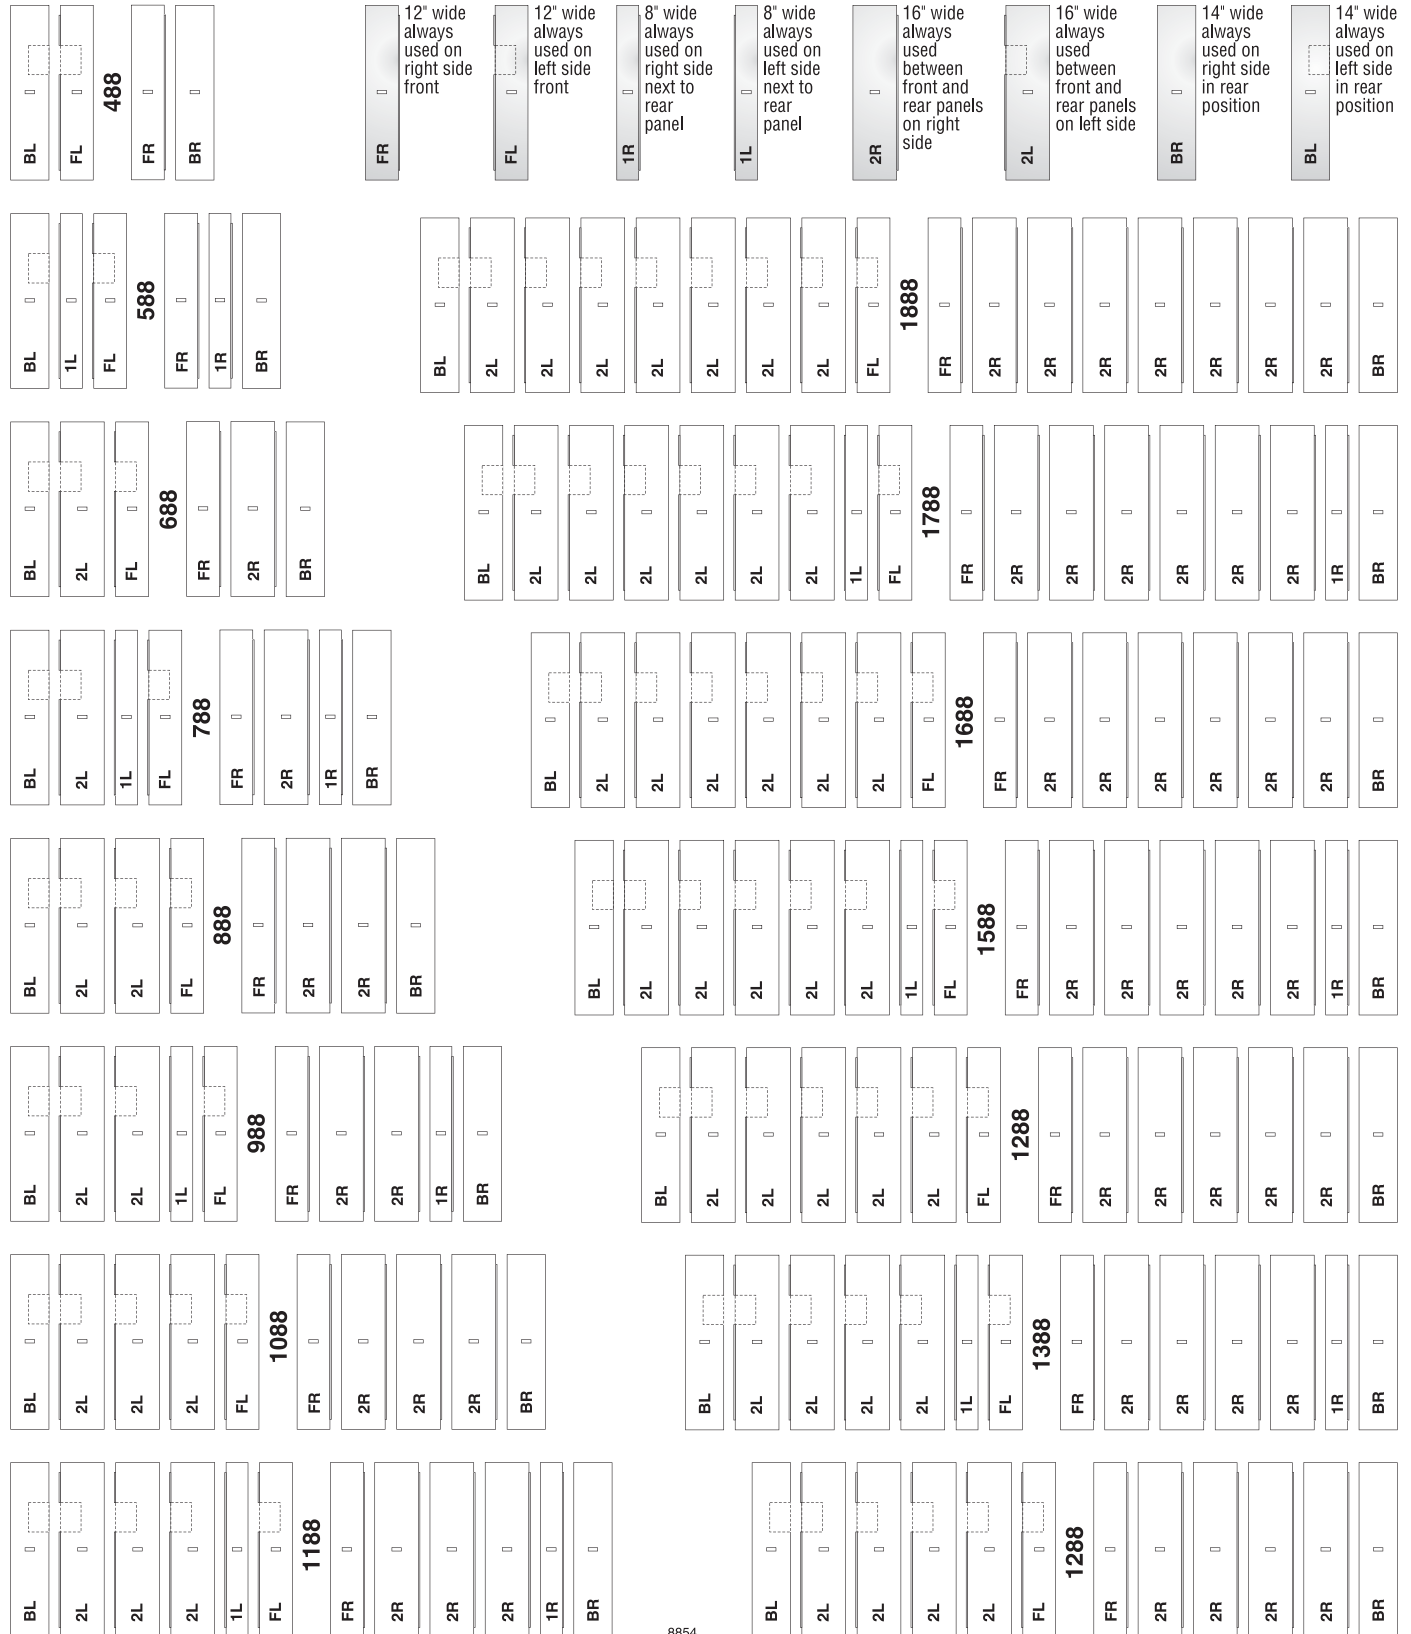 BL FL 488 FR BR
FR
12" wide
always
used on
right side
front
FL
12" wide
always
used on
left side
front
1R
8" wide
always
used on
right side
next to
rear
panel
1L
8" wide
always
used on
left side
next to
rear
panel
2R
16" wide
always
used
between
front and
rear panels
on right
side
2L
16" wide
always
used
between
front and
rear panels
on left side
BR
14" wide
always
used on
right side
in rear
position
BL
14" wide
always
used on
left side
in rear
position
BL 1L FL 588 FR 1R BR
BL 2L 2L 2L 2L 2L 2L 2L FL 1888 FR 2R 2R 2R 2R 2R 2R 2R BR
BL 2L FL 688 FR 2R BR
BL 2L 2L 2L 2L 2L 2L 1L FL 1788 FR 2R 2R 2R 2R 2R 2R 1R BR
BL 2L 1L FL 788 FR 2R 1R BR
BL 2L 2L 2L 2L 2L 2L FL 1688 FR 2R 2R 2R 2R 2R 2R BR
BL 2L 2L FL 888 FR 2R 2R BR
BL 2L 2L 2L 2L 2L 1L FL 1588 FR 2R 2R 2R 2R 2R 1R BR
BL 2L 2L 1L FL 988 FR 2R 2R 1R BR
BL 2L 2L 2L 2L 2L FL 1288 FR 2R 2R 2R 2R 2R BR
BL 2L 2L 2L FL 1088 FR 2R 2R 2R BR
BL 2L 2L 2L 2L 1L FL 1388 FR 2R 2R 2R 2R 1R BR
BL 2L 2L 2L 1L FL 1188 FR 2R 2R 2R 1R BR
BL 2L 2L 2L 2L FL 1288 FR 2R 2R 2R 2R BR
8854